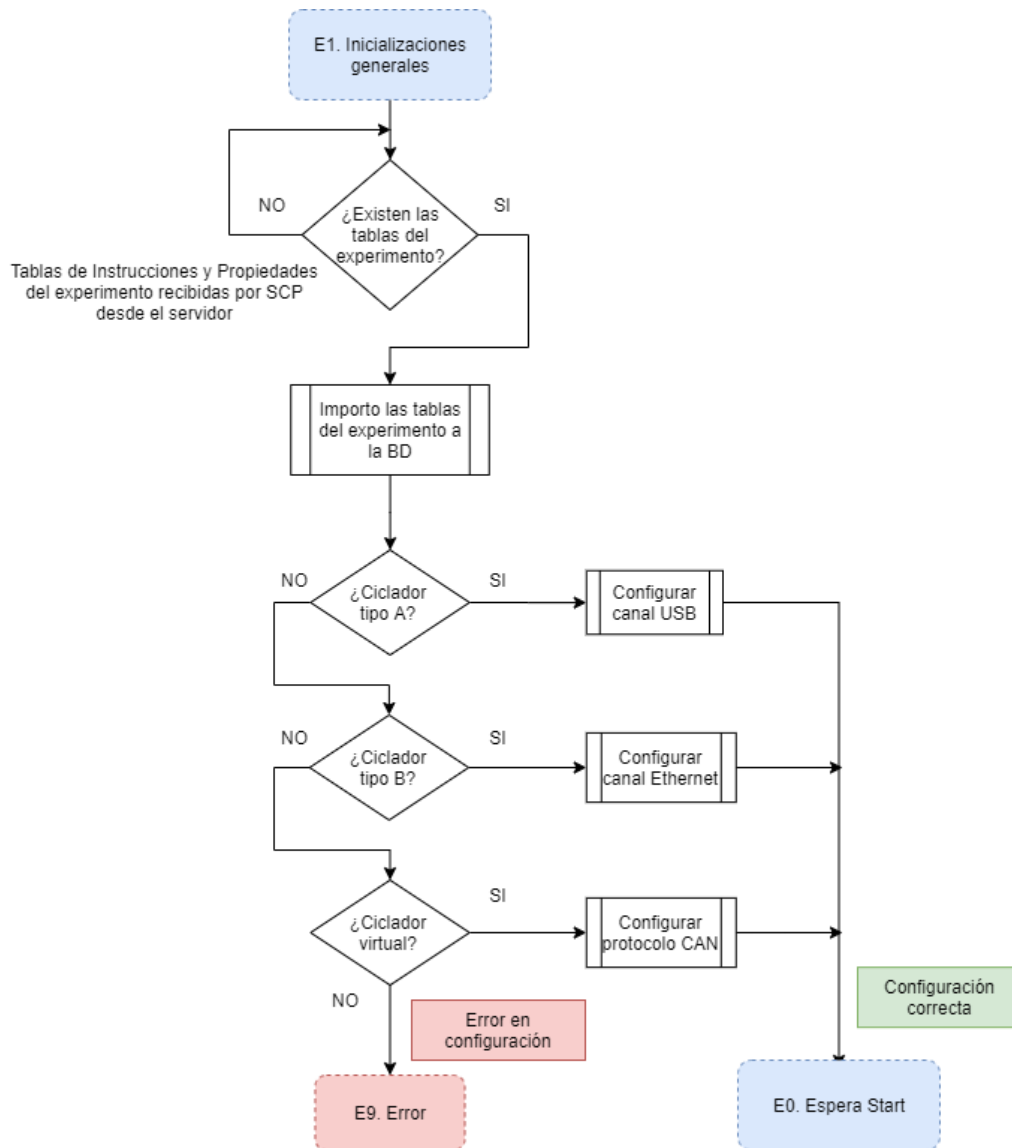 E1. Inicializaciones
generales
NO
SI
¿Existen las
tablas del
experimento?
Tablas de Instrucciones y Propiedades
del experimento recibidas por SCP
desde el servidor
Importo las tablas
del experimento a
la BD
NO
¿Ciclador
tipo A?
SI
Configurar
canal USB
NO
¿Ciclador
tipo B?
SI
Configurar
canal Ethernet
¿Ciclador
virtual?
SI
Configurar
protocolo CAN
NO
Error en
configuración
Configuración
correcta
E9. Error
E0. Espera Start